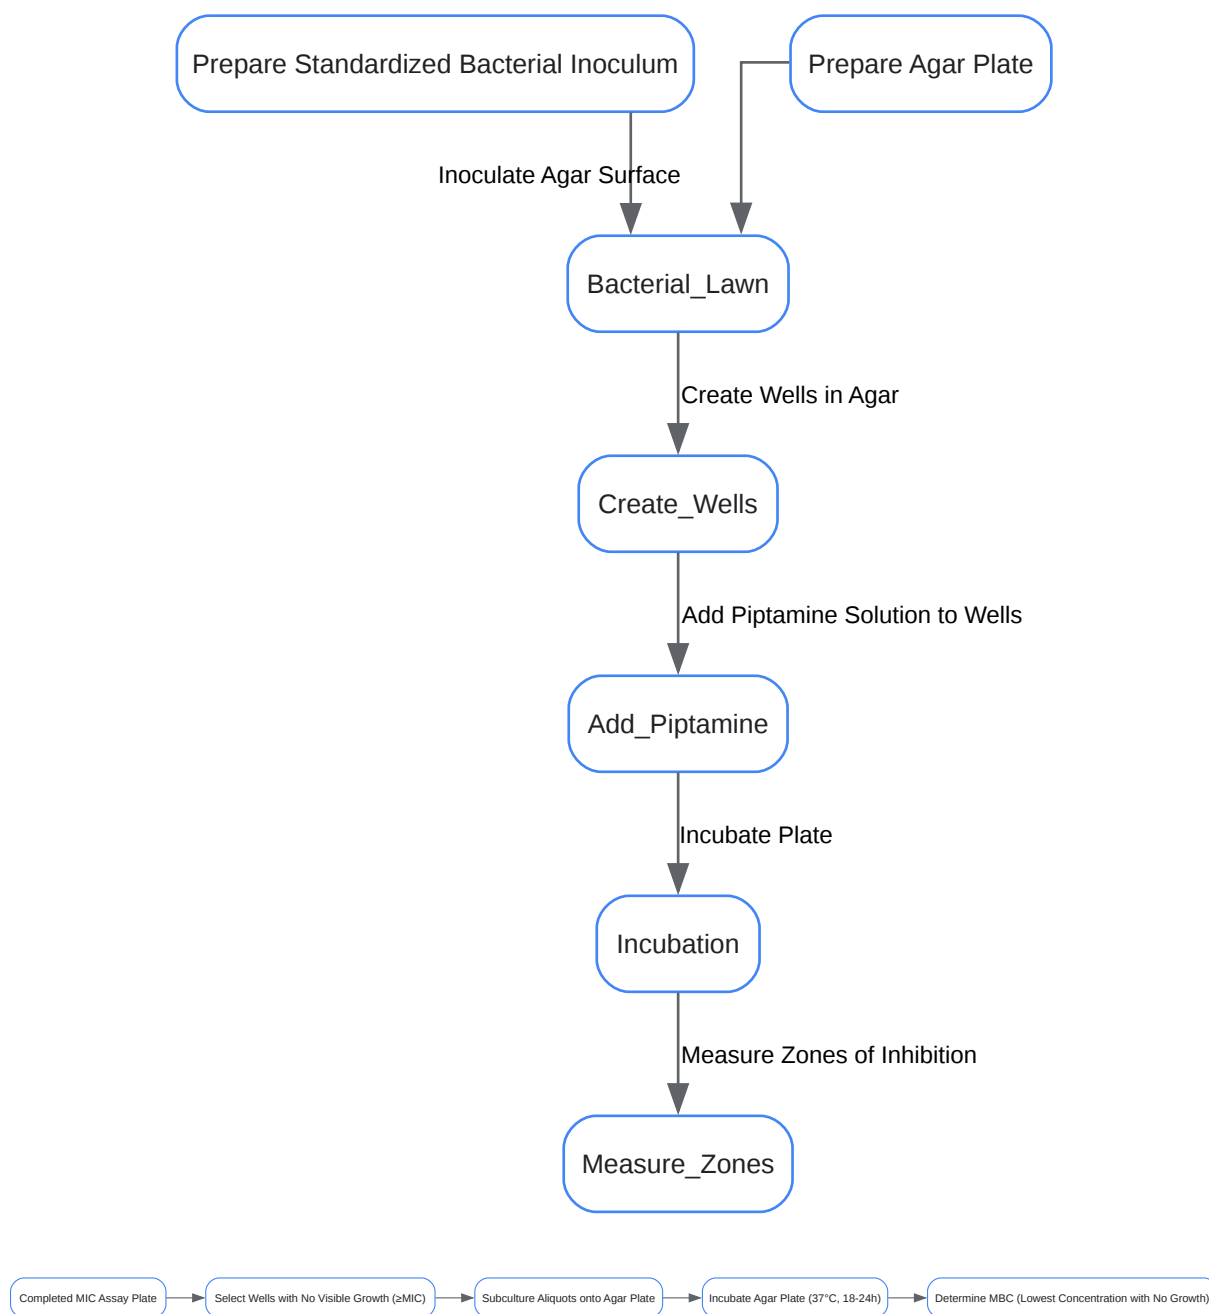 Prepare Standardized Bacterial Inoculum
Prepare Agar Plate
Inoculate Agar Surface
Bacterial_Lawn
Create Wells in Agar
Create_Wells
Add Piptamine Solution to Wells
Add_Piptamine
Incubate Plate
Incubation
Measure Zones of Inhibition
Measure_Zones
Completed MIC Assay Plate
Select Wells with No Visible Growth (≥MIC)
Subculture Aliquots onto Agar Plate
Incubate Agar Plate (37°C, 18-24h)
Determine MBC (Lowest Concentration with No Growth)